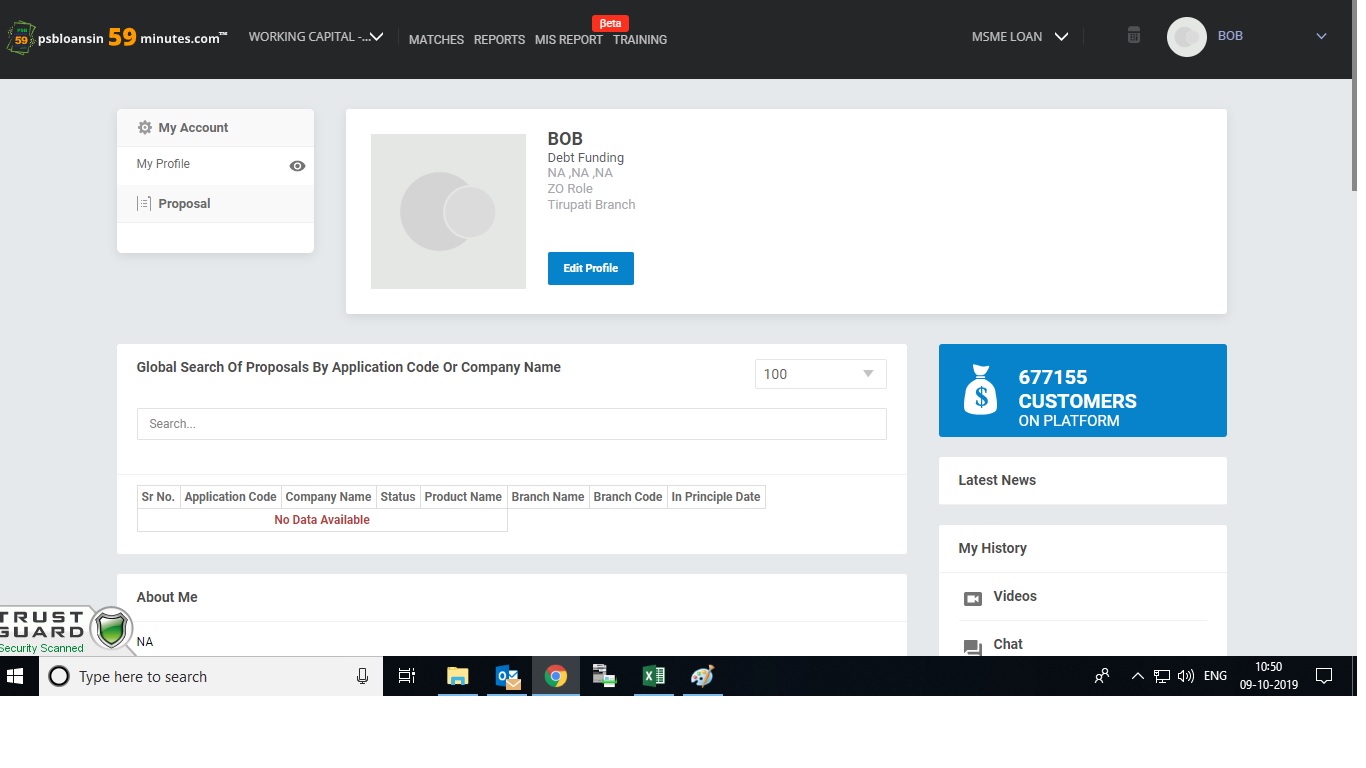 PSB 59 psbloansin 59 minutes.com™
WORKING CAPITAL -...
MATCHES REPORTS MIS REPORT TRAINING
βeta
MSME LOAN
BOB
My Account
My Profile
Proposal
BOB
Debt Funding
NA ,NA ,NA
ZO Role
Tirupati Branch
Edit Profile
Global Search Of Proposals By Application Code Or Company Name
100
Search...
Sr No. Application Code Company Name Status Product Name Branch Name Branch Code In Principle Date
No Data Available
677155
CUSTOMERS
ON PLATFORM
Latest News
My History
Videos
Chat
About Me
NA
TRUST
GUARD
Security Scanned
Type here to search
ENG
10:50
09-10-2019